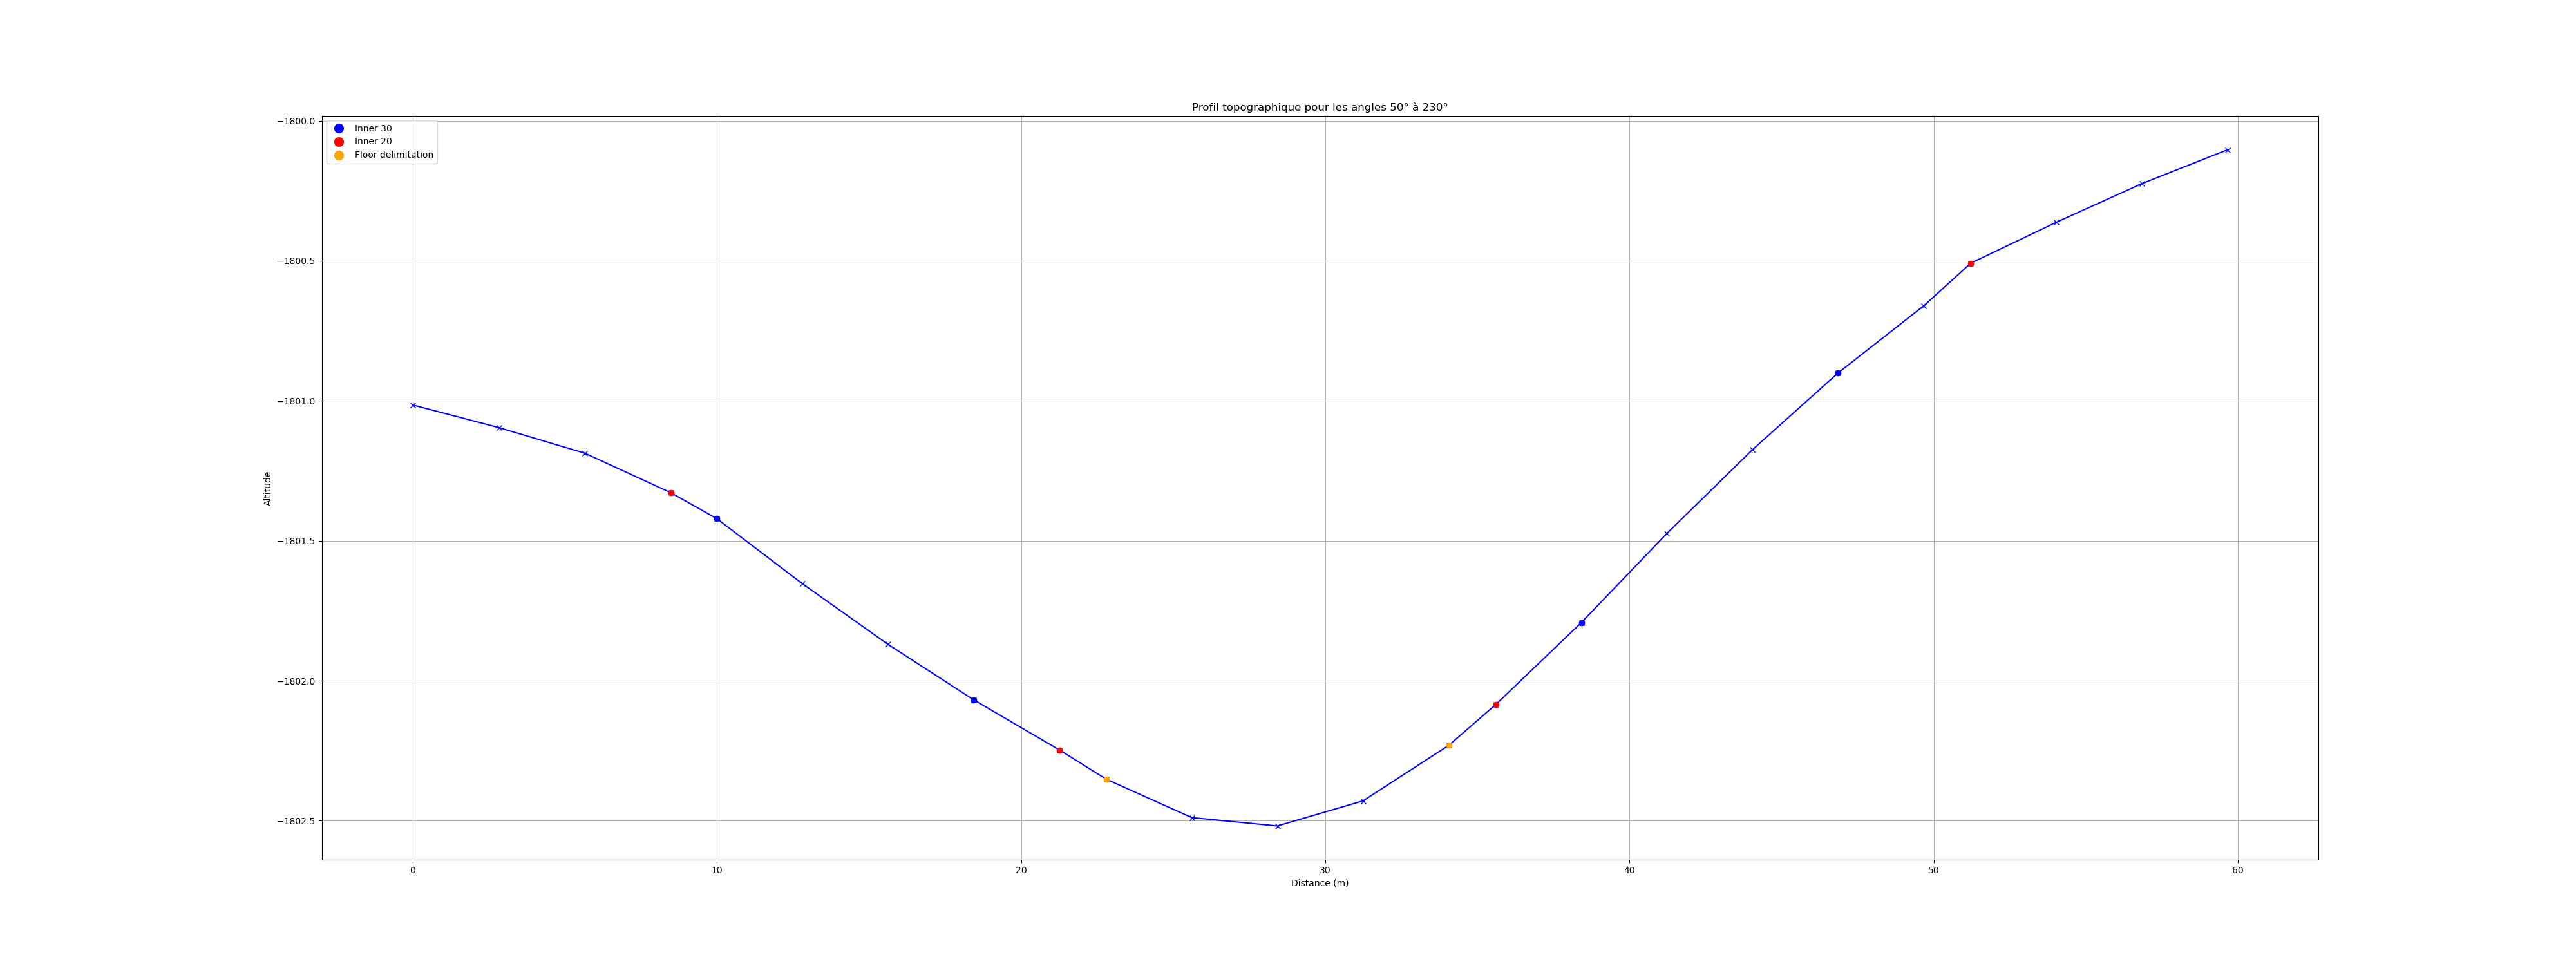 Profil topographique pour les angles 50° à 230°
Inner 30
Inner 20
Floor delimitation
−1800.0
−1800.5
−1801.0
−1801.5
−1802.0
−1802.5
Altitude
0 10 20 30 40 50 60
Distance (m)